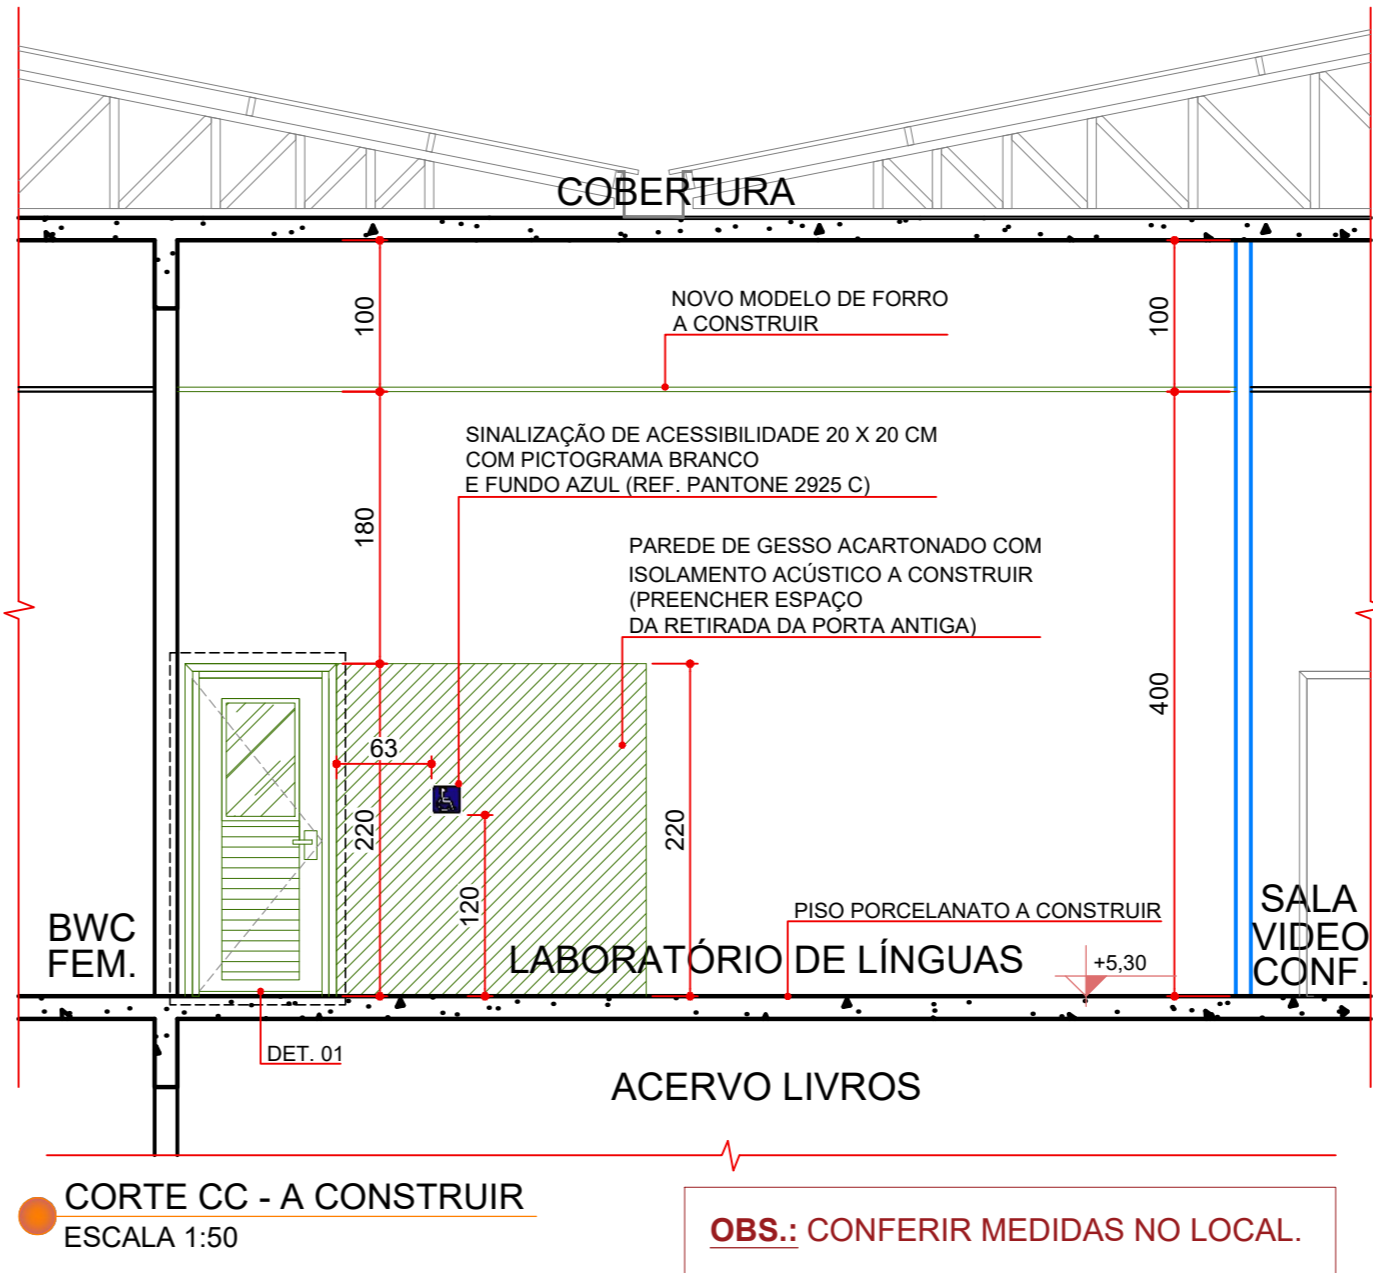 COBERTURA
100
100
NOVO MODELO DE FORRO
A CONSTRUIR
SINALIZAÇÃO DE ACESSIBILIDADE 20 X 20 CM
COM PICTOGRAMA BRANCO
E FUNDO AZUL (REF. PANTONE 2925 C)
180
PAREDE DE GESSO ACARTONADO COM
ISOLAMENTO ACÚSTICO A CONSTRUIR
(PREENCHER ESPAÇO
DA RETIRADA DA PORTA ANTIGA)
400
63
220
220
120
BWC
FEM.
PISO PORCELANATO A CONSTRUIR
LABORATÓRIO DE LÍNGUAS
+5,30
SALA
VIDEO
CONF.
DET. 01
ACERVO LIVROS
CORTE CC - A CONSTRUIR
ESCALA 1:50
OBS.: CONFERIR MEDIDAS NO LOCAL.